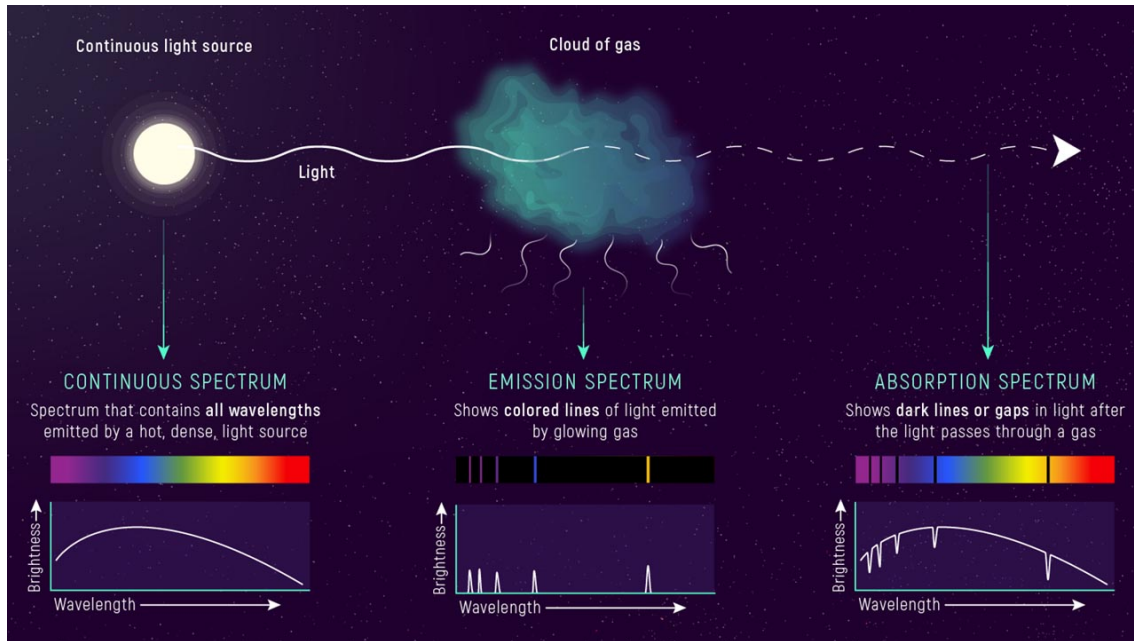 Continuous light source
Cloud of gas
Light
CONTINUOUS SPECTRUM
Spectrum that contains all wavelengths
emitted by a hot, dense, light source
Brightness
Wavelength
EMISSION SPECTRUM
Shows colored lines of light emitted
by glowing gas
Brightness
Wavelength
ABSORPTION SPECTRUM
Shows dark lines or gaps in light after
the light passes through a gas
Brightness
Wavelength